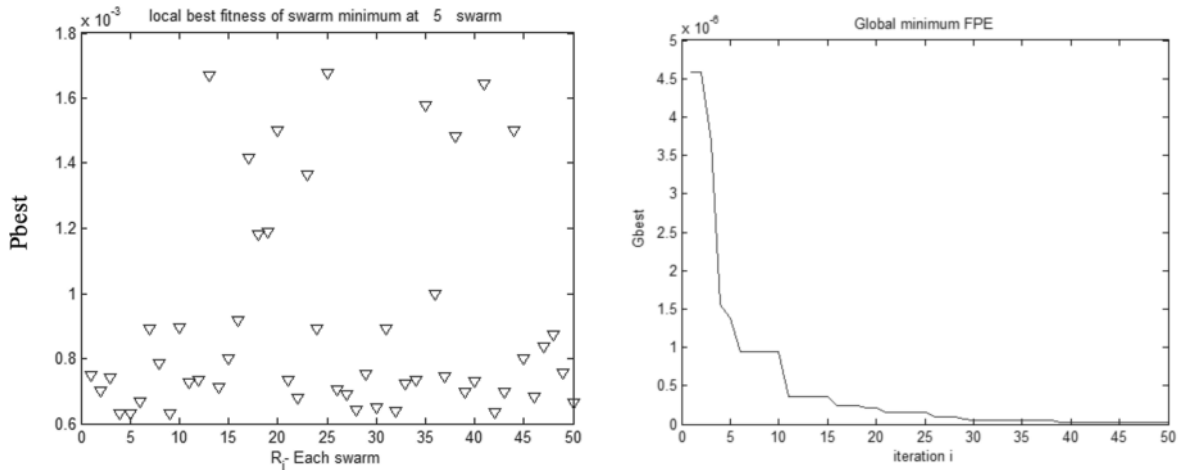 local best fitness of swarm minimum at 5 swarm
x 10⁻³
1.8
1.6
1.4
1.2
1
0.8
0.6
Pbest
0 5 10 15 20 25 30 35 40 45 50
Rᵢ- Each swarm
Global minimum FPE
x 10⁻⁶
5
4.5
4
3.5
3
2.5
2
1.5
1
0.5
0
Gbest
0 5 10 15 20 25 30 35 40 45 50
iteration i